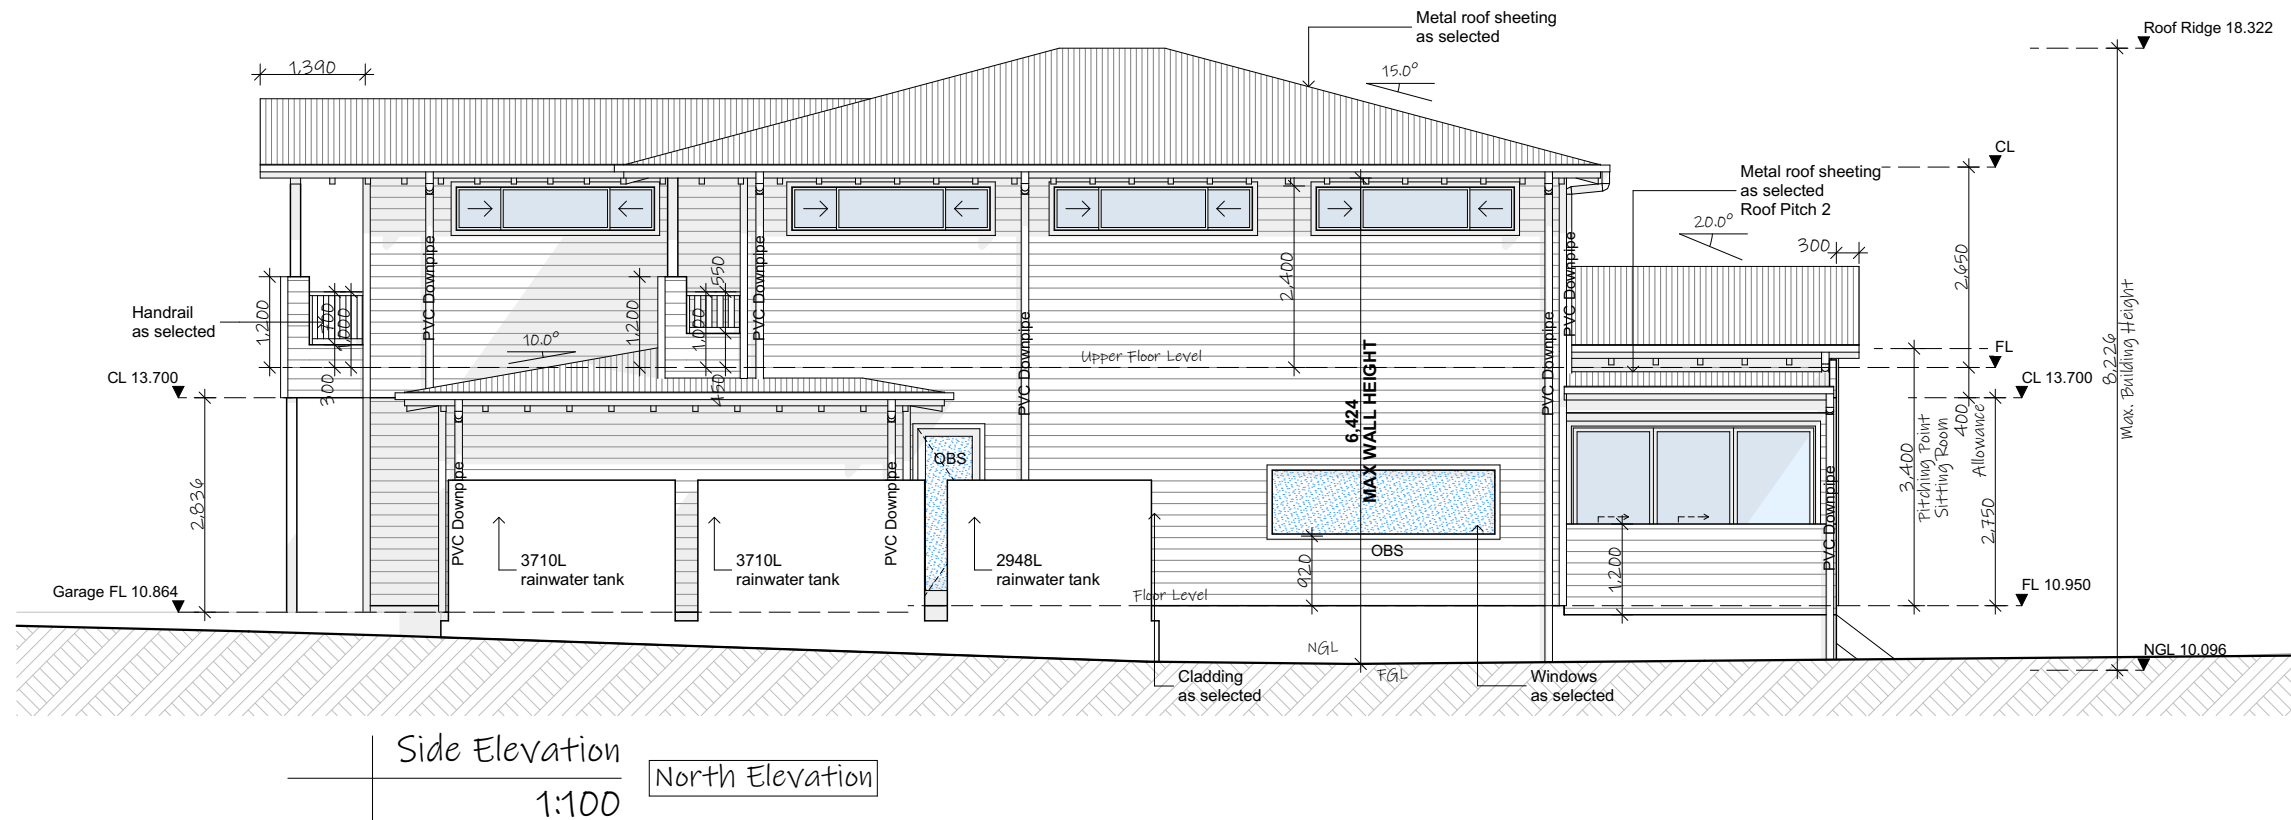 Metal roof sheeting
as selected
Roof Ridge 18.322
1,390
15.0°
CL
Metal roof sheeting
as selected
Roof Pitch 2
20.0°
300
2,650
8,226
Max. Building Height
Handrail
as selected
1,200
700
1,000
300
PVC Downpipe
10.0°
1,200
1,000
550
450
PVC Downpipe
PVC Downpipe
2,400
Upper Floor Level
6,424
MAX WALL HEIGHT
PVC Downpipe
PVC Downpipe
FL
CL 13.700
CL 13.700
400
Allowance
3,400
Pitching Point
Sitting Room
2,750
2,836
PVC Downpipe
PVC Downpipe
OBS
OBS
920
1,200
PVC Downpipe
3710L
rainwater tank
3710L
rainwater tank
2948L
rainwater tank
Garage FL 10.864
Floor Level
FL 10.950
NGL
FGL
NGL 10.096
Cladding
as selected
Windows
as selected
Side Elevation
1:100
North Elevation